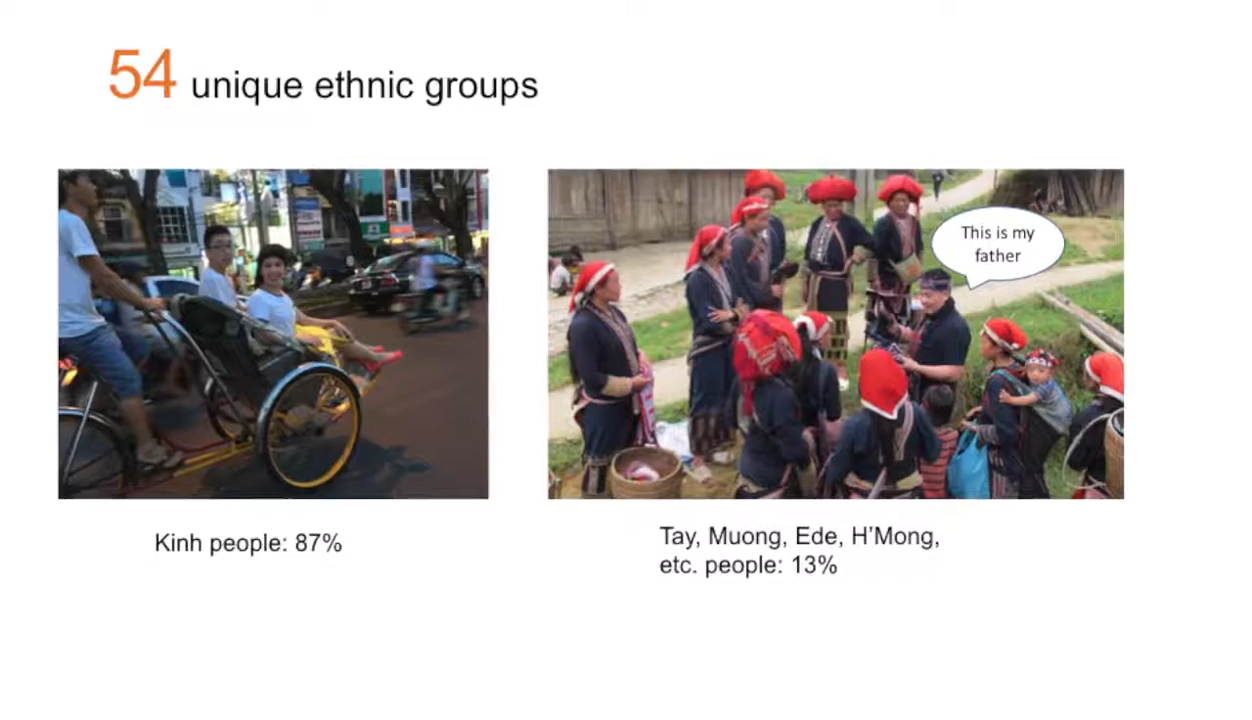 54 unique ethnic groups
This is my
father
Kinh people: 87%
Tay, Muong, Ede, H’Mong,
etc. people: 13%